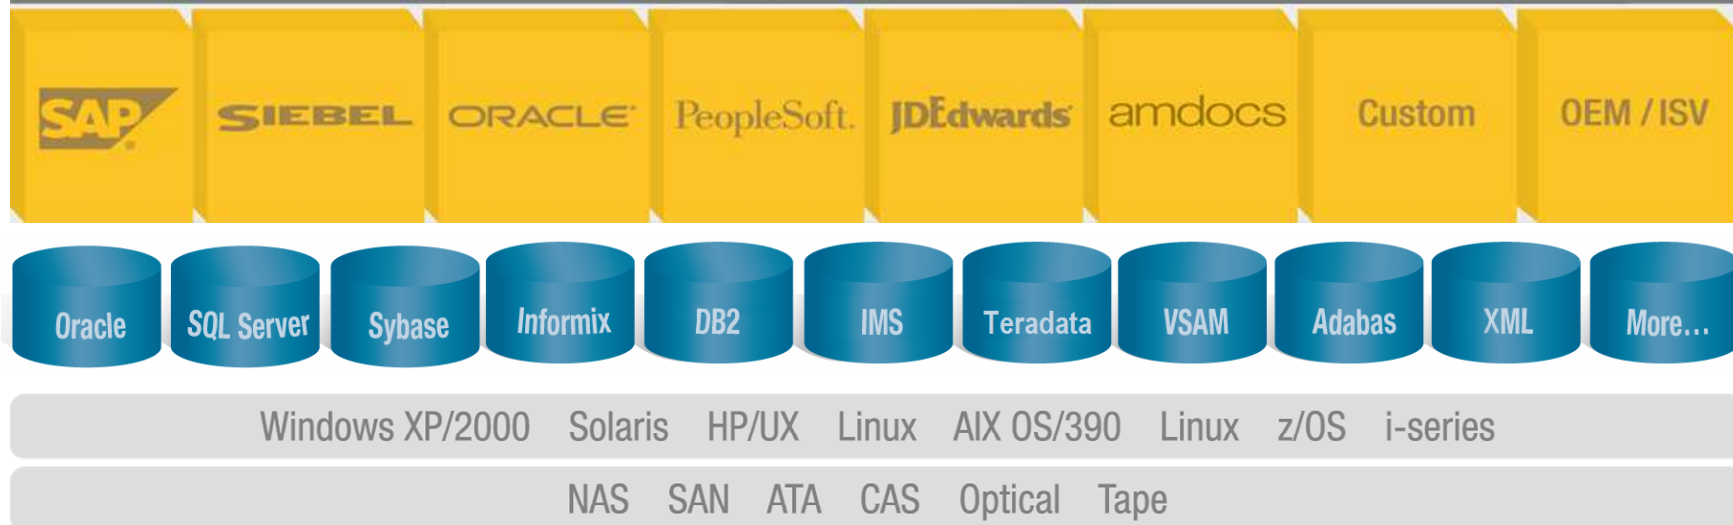 SAP® SIEBEL ORACLE® PeopleSoft. JDEdwards amdocs Custom OEM / ISV
Oracle SQL Server Sybase Informix DB2 IMS Teradata VSAM Adabas XML More...
Windows XP/2000 Solaris HP/UX Linux AIX OS/390 Linux z/OS i-series
NAS SAN ATA CAS Optical Tape